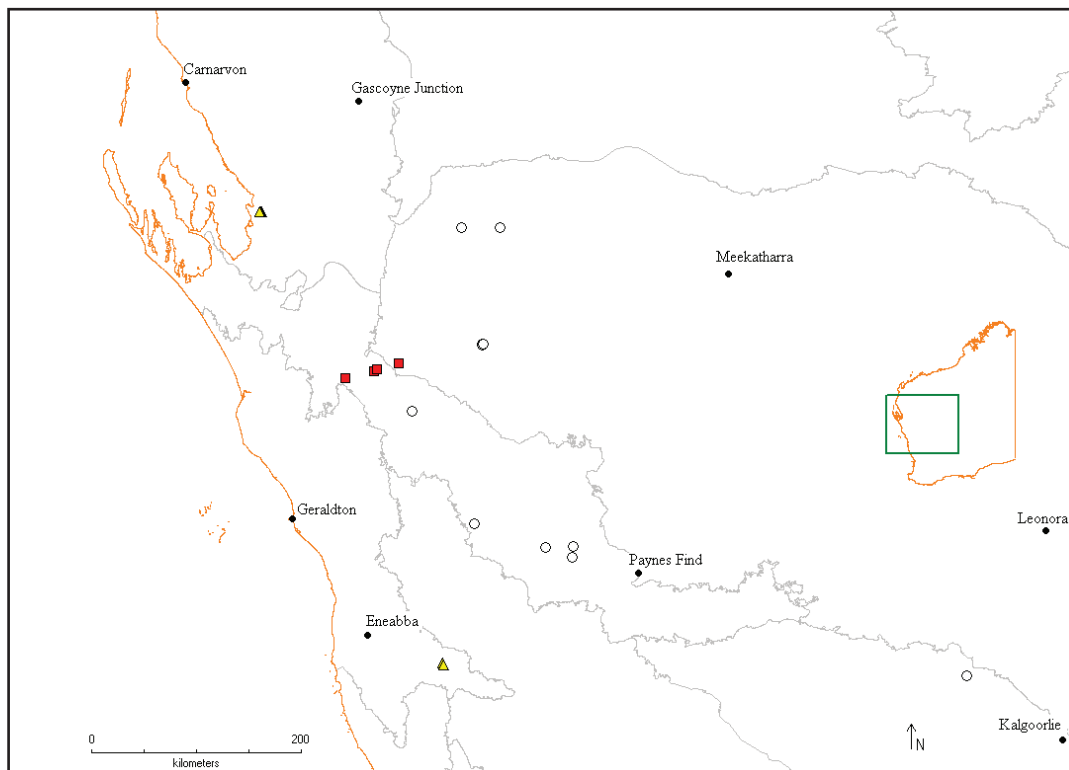 Carnarvon
Gascoyne Junction
Meekatharra
Geraldton
Leonora
Paynes Find
Eneabba
Kalgoorlie
N
0 200
kilometers